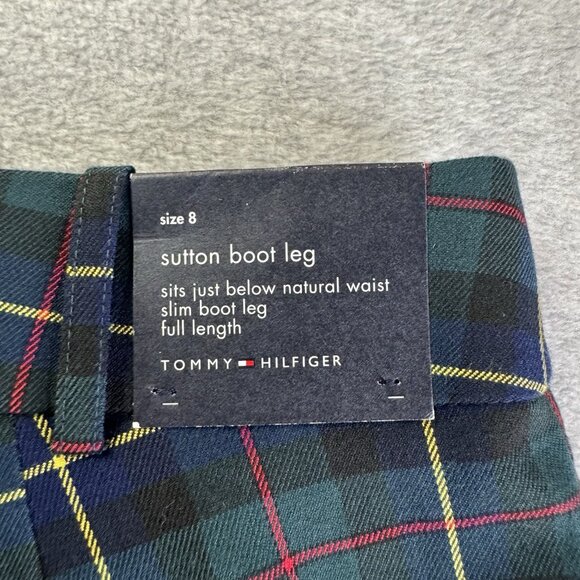 size 8
sutton boot leg
sits just below natural waist
slim boot leg
full length
TOMMY HILFIGER